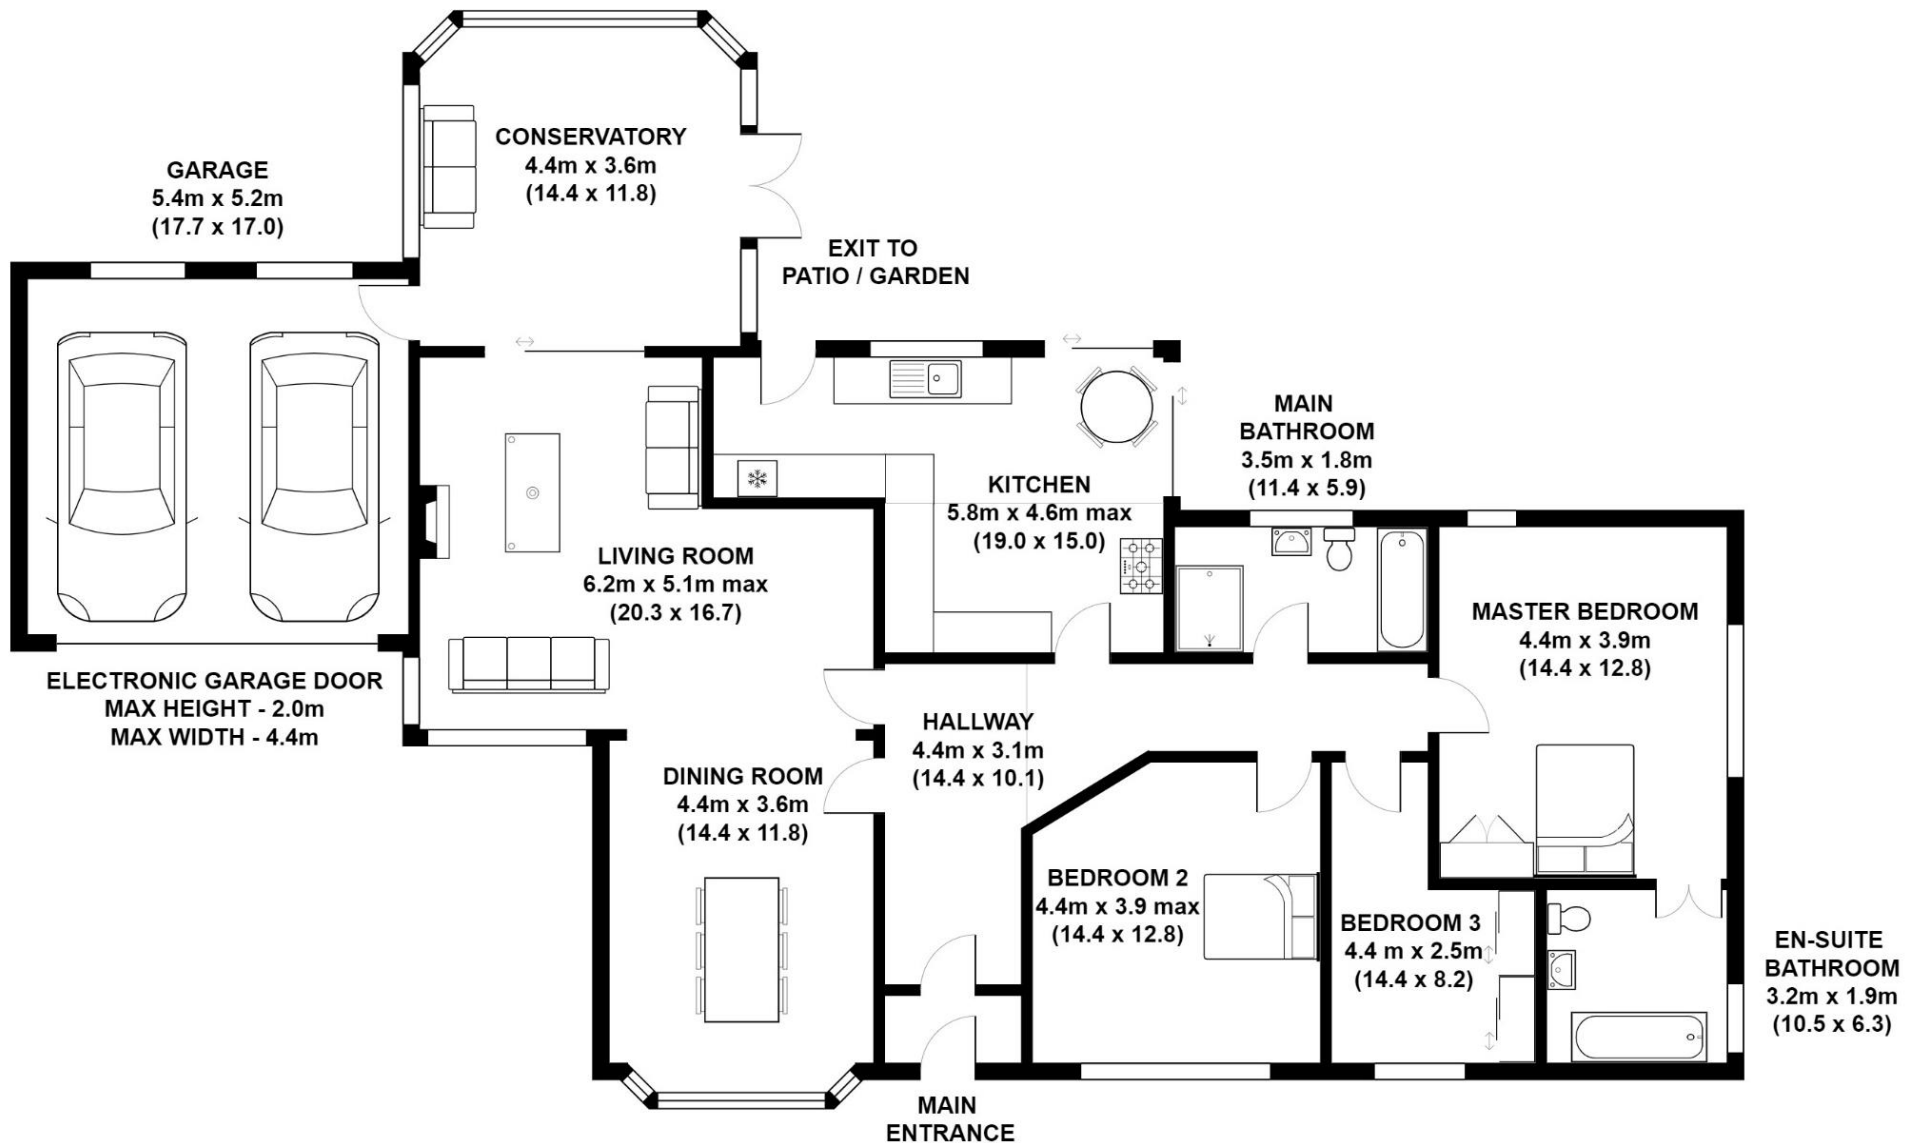 CONSERVATORY
4.4m x 3.6m
(14.4 x 11.8)
GARAGE
5.4m x 5.2m
(17.7 x 17.0)
EXIT TO
PATIO / GARDEN
MAIN
BATHROOM
3.5m x 1.8m
(11.4 x 5.9)
KITCHEN
5.8m x 4.6m max
(19.0 x 15.0)
LIVING ROOM
6.2m x 5.1m max
(20.3 x 16.7)
MASTER BEDROOM
4.4m x 3.9m
(14.4 x 12.8)
ELECTRONIC GARAGE DOOR
MAX HEIGHT - 2.0m
MAX WIDTH - 4.4m
HALLWAY
4.4m x 3.1m
(14.4 x 10.1)
DINING ROOM
4.4m x 3.6m
(14.4 x 11.8)
BEDROOM 2
4.4m x 3.9 max
(14.4 x 12.8)
BEDROOM 3
4.4 m x 2.5m
(14.4 x 8.2)
EN-SUITE
BATHROOM
3.2m x 1.9m
(10.5 x 6.3)
MAIN
ENTRANCE